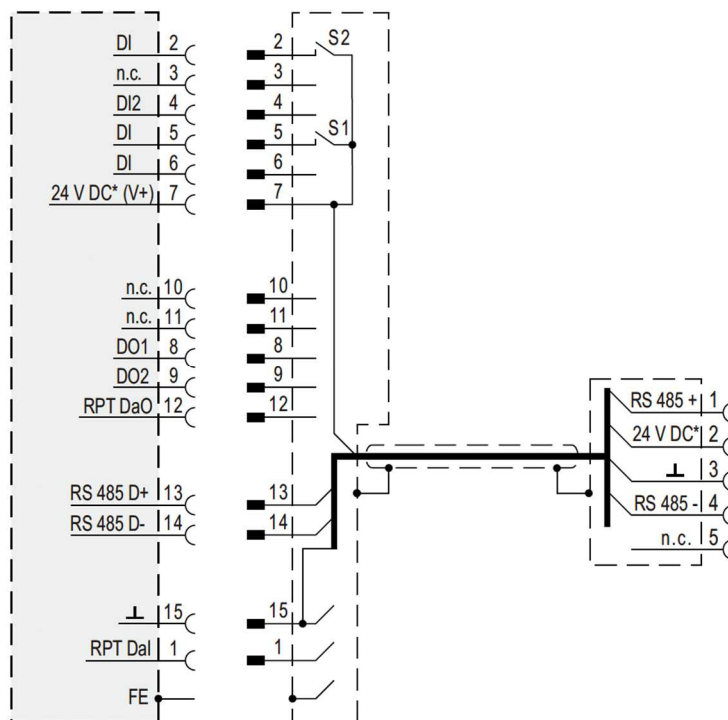 DI 2 2 S2
n.c. 3 3
DI2 4 4
DI 5 5 S1
DI 6 6
24 V DC* (V+) 7 7
n.c. 10 10
n.c. 11 11
DO1 8 8
DO2 9 9
RPT DaO 12 12
RS 485 + 1
24 V DC* 2
3
RS 485 - 4
n.c. 5
RS 485 D+ 13 13
RS 485 D- 14 14
15 15
RPT DaI 1 1
FE